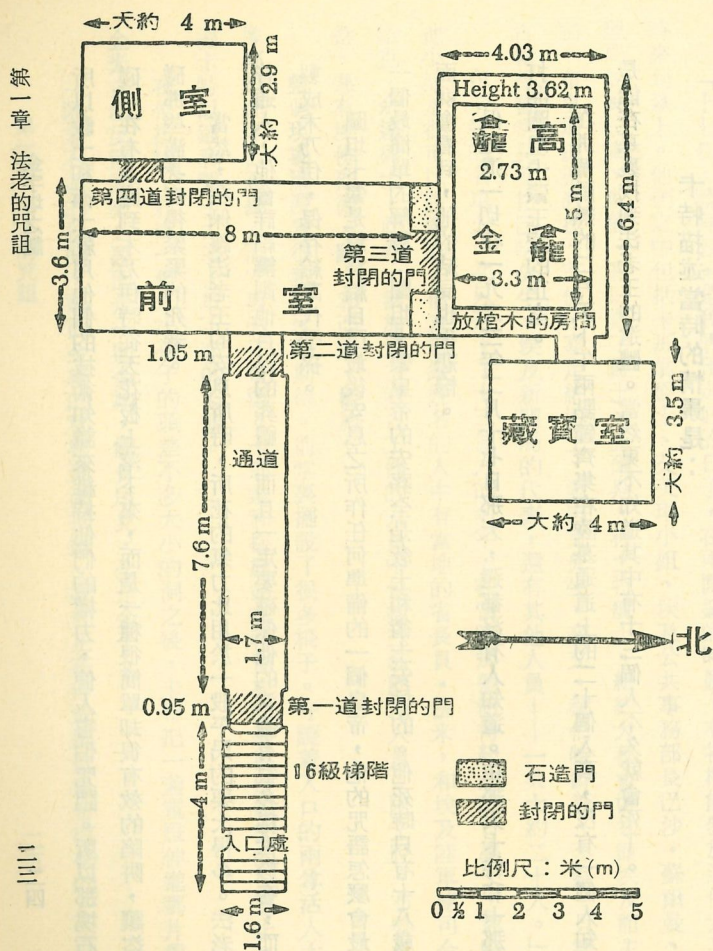 第一章 法老的咒詛
大約 4 m
側室
大約 2.9 m
4.03 m
Height 3.62 m
龕高
2.73 m
5 m
金龕
3.3 m
6.4 m
放棺木的房間
第四道封閉的門
8 m
3.6 m
第三道
封閉的門
前室
1.05 m
第二道封閉的門
藏寶室
大約 3.5 m
大約 4 m
通道
7.6 m
1.7 m
北
0.95 m
第一道封閉的門
16級梯階
4 m
入口處
1.6 m
石造門
封閉的門
比例尺：米(m)
0 ½ 1 2 3 4 5